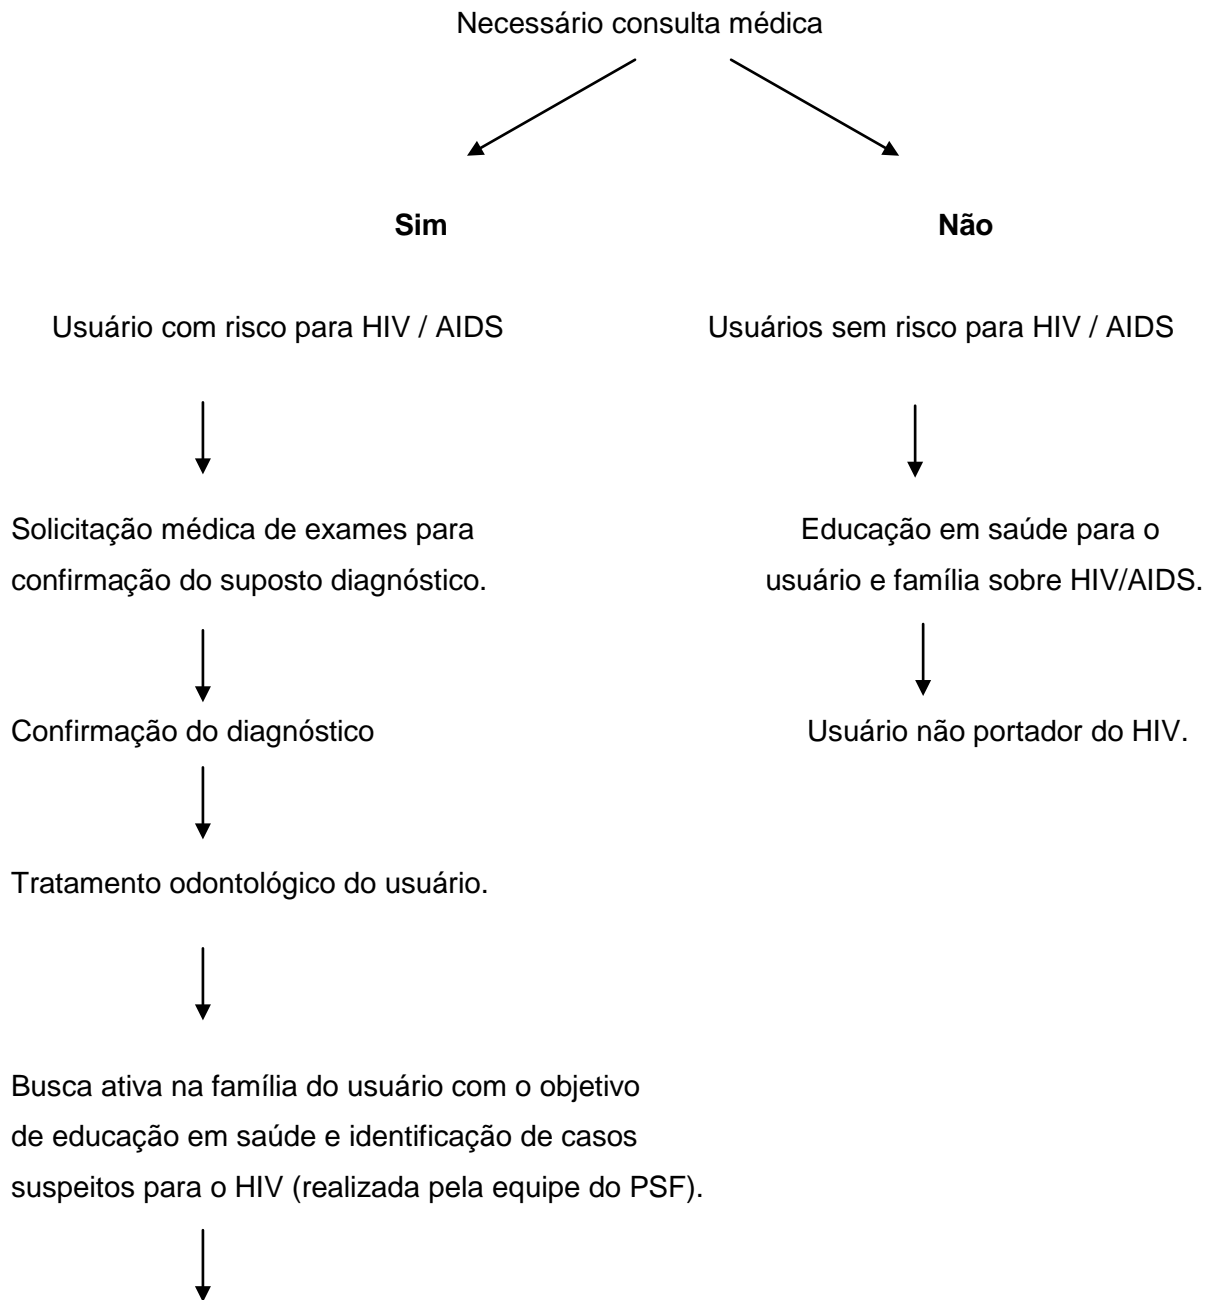 Necessário consulta médica
Sim
Não
Usuário com risco para HIV / AIDS
Usuários sem risco para HIV / AIDS
Solicitação médica de exames para
confirmação do suposto diagnóstico.
Educação em saúde para o
usuário e família sobre HIV/AIDS.
Confirmação do diagnóstico
Usuário não portador do HIV.
Tratamento odontológico do usuário.
Busca ativa na família do usuário com o objetivo
de educação em saúde e identificação de casos
suspeitos para o HIV (realizada pela equipe do PSF).